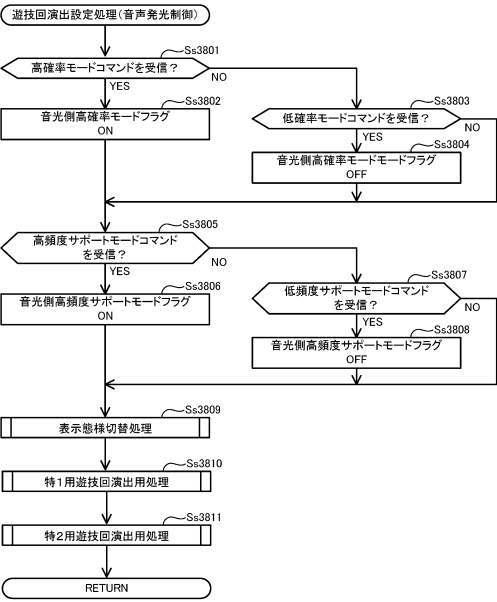 遊技回演出設定処理(音声発光制御)
Ss3801
高確率モードコマンドを受信？
NO
YES
Ss3802
音光側高確率モードフラグ
ON
Ss3803
低確率モードコマンドを受信？
NO
YES
Ss3804
音光側高確率モードモードフラグ
OFF
Ss3805
高頻度サポートモードコマンド
を受信？
NO
YES
Ss3806
音光側高頻度サポートモードフラグ
ON
Ss3807
低頻度サポートモードコマンド
を受信？
NO
YES
Ss3808
音光側高頻度サポートモードフラグ
OFF
Ss3809
表示態様切替処理
Ss3810
特１用遊技回演出用処理
Ss3811
特２用遊技回演出用処理
RETURN